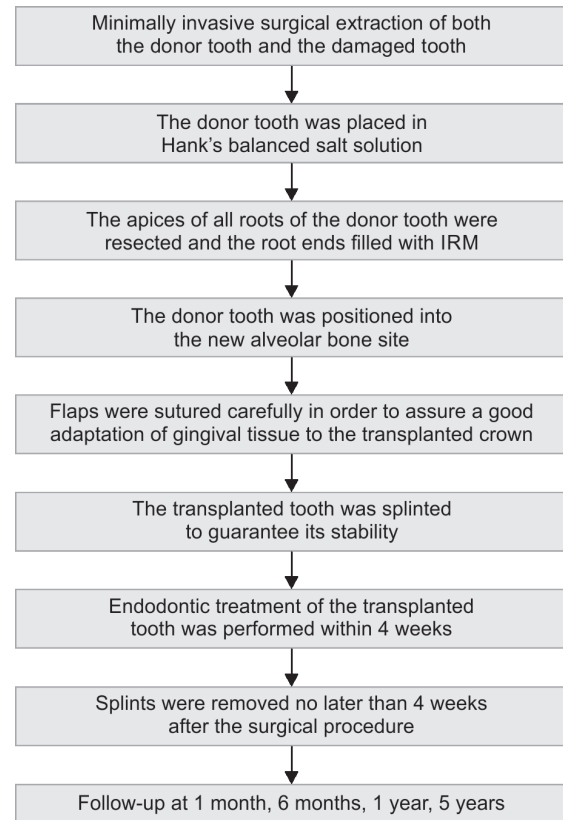 Minimally invasive surgical extraction of both
the donor tooth and the damaged tooth
The donor tooth was placed in
Hank's balanced salt solution
The apices of all roots of the donor tooth were
resected and the root ends filled with IRM
The donor tooth was positioned into
the new alveolar bone site
Flaps were sutured carefully in order to assure a good
adaptation of gingival tissue to the transplanted crown
The transplanted tooth was splinted
to guarantee its stability
Endodontic treatment of the transplanted
tooth was performed within 4 weeks
Splints were removed no later than 4 weeks
after the surgical procedure
Follow-up at 1 month, 6 months, 1 year, 5 years